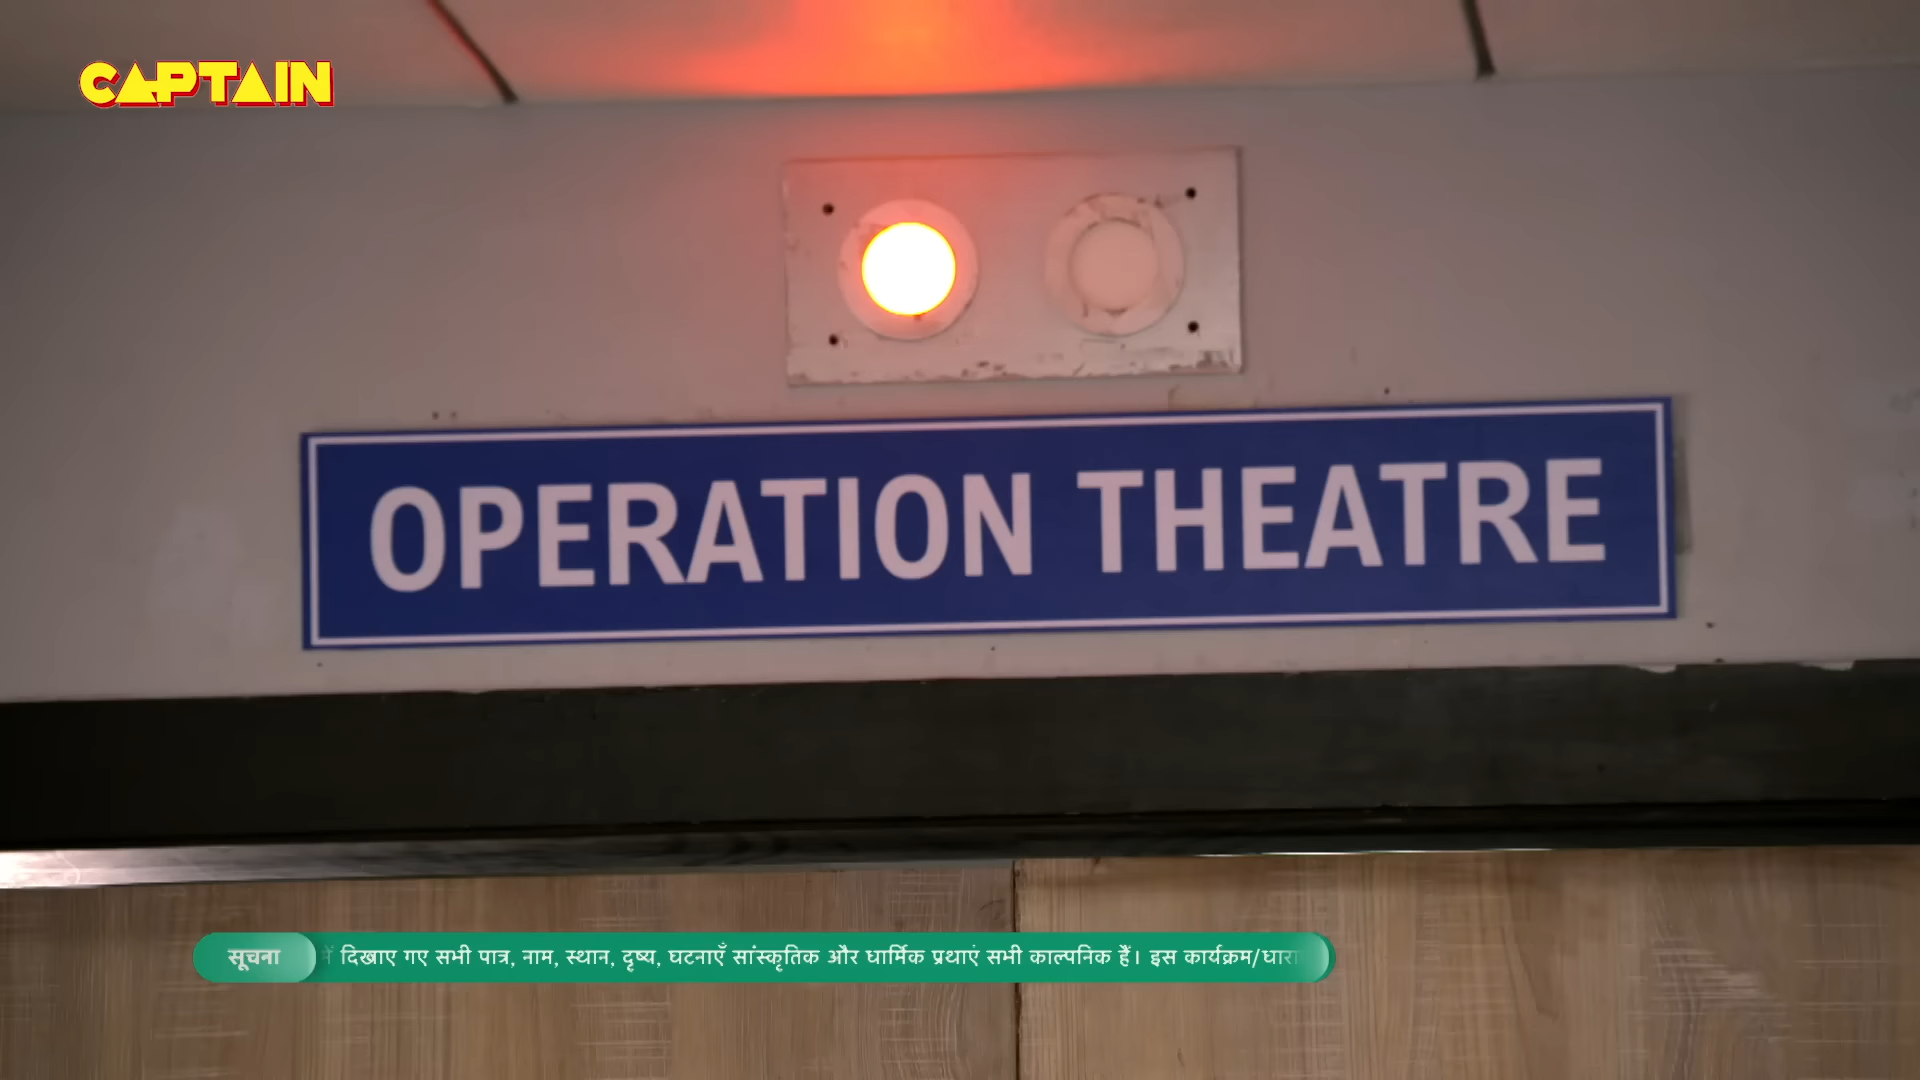 CAPTAIN
OPERATION THEATRE
सूचना
में दिखाए गए सभी पात्र, नाम, स्थान, दृष्य, घटनाएँ सांस्कृतिक और धार्मिक प्रथाएं सभी काल्पनिक हैं। इस कार्यक्रम/धारा